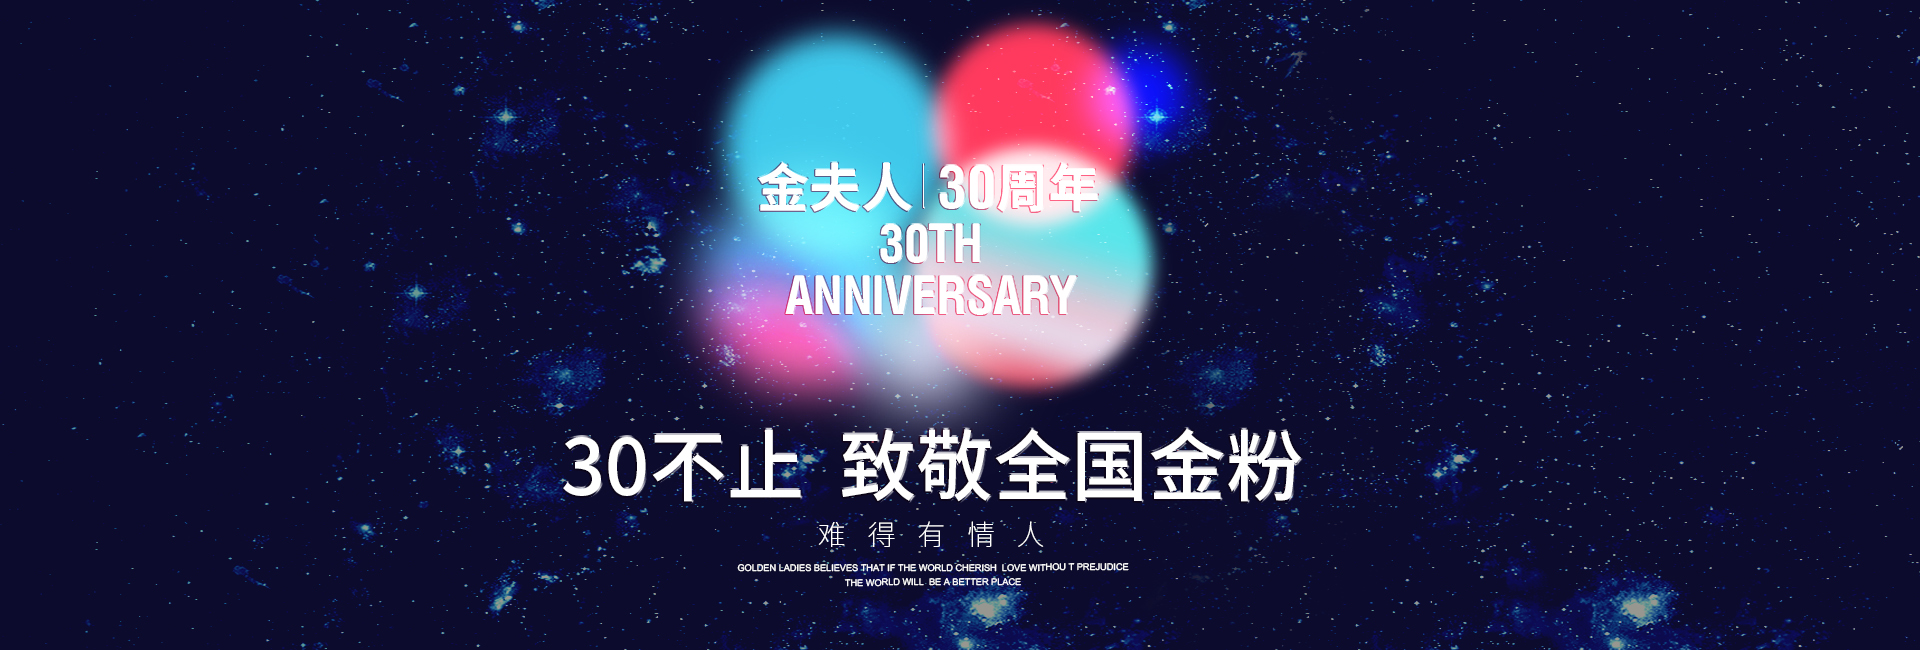 金夫人|30周年
30TH
ANNIVERSARY
30不止 致敬全国金粉
难得有情人
GOLDEN LADIES BELIEVES THAT IF THE WORLD CHERISH LOVE WITHOU T PREJUDICE
THE WORLD WILL BE A BETTER PLACE